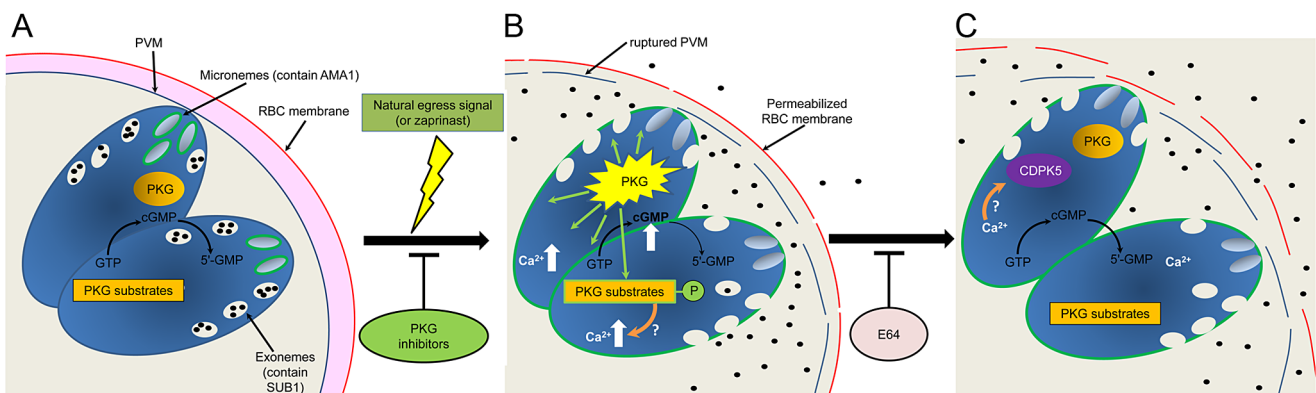 A
PVM
Micronemes (contain AMA1)
RBC membrane
PKG
cGMP
GTP
5'-GMP
PKG substrates
Exonemes
(contain
SUB1)
Natural egress signal
(or zaprinast)
PKG
inhibitors
B
ruptured PVM
Permeabilized
RBC membrane
PKG
cGMP
Ca2+
GTP
5'-GMP
PKG substrates
P
?
Ca2+
E64
C
PKG
CDPK5
?
Ca2+
cGMP
GTP
5'-GMP
Ca2+
PKG substrates